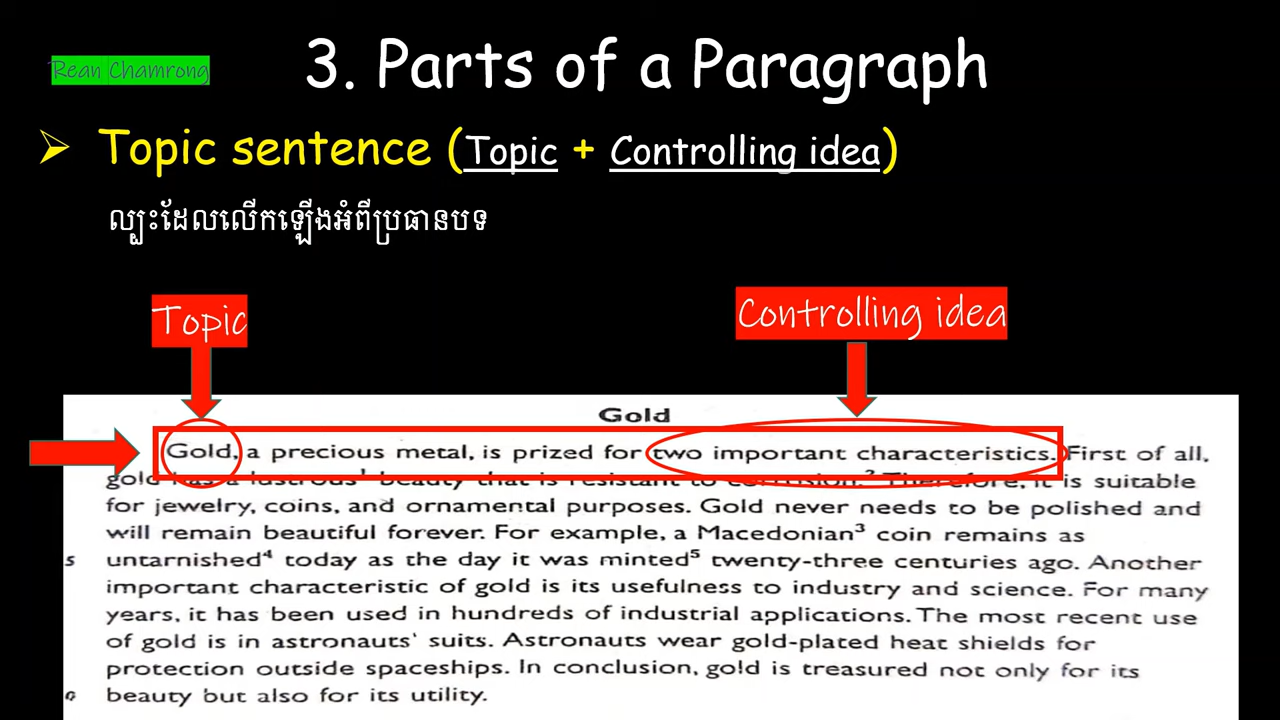 Rean Chamrong
3. Parts of a Paragraph
➢ Topic sentence (Topic + Controlling idea)
ល្បះដែលលើកឡើងអំពីប្រធានបទ
Topic
Controlling idea
Gold
Gold, a precious metal, is prized for two important characteristics. First of all,
gold has a lustrous¹ beauty that is resistant to corrosion.² Therefore, it is suitable
for jewelry, coins, and ornamental purposes. Gold never needs to be polished and
will remain beautiful forever. For example, a Macedonian³ coin remains as
5 untarnished⁴ today as the day it was minted⁵ twenty-three centuries ago. Another
important characteristic of gold is its usefulness to industry and science. For many
years, it has been used in hundreds of industrial applications. The most recent use
of gold is in astronauts' suits. Astronauts wear gold-plated heat shields for
protection outside spaceships. In conclusion, gold is treasured not only for its
beauty but also for its utility.